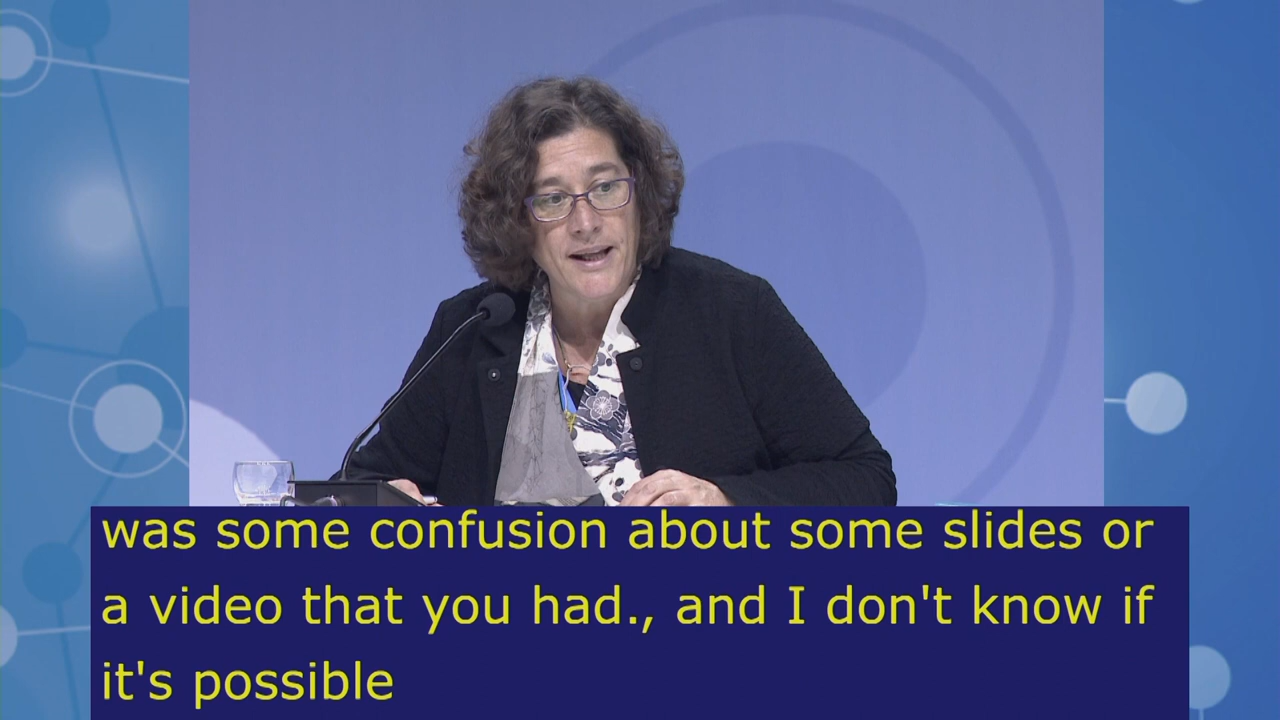 was some confusion about some slides or
a video that you had., and I don't know if
it's possible